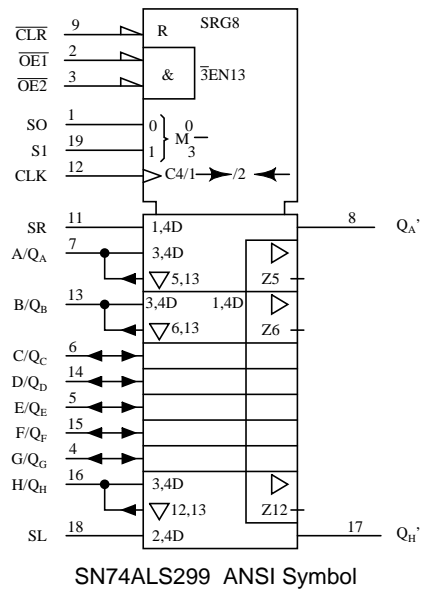 SRG8
CLR 9 R
OE1 2 & 3EN13
OE2 3
SO 1 0 M 0
S1 19 1 3
CLK 12 C4/1 /2
SR 11 1,4D 8 QA'
A/QA 7 3,4D
5,13 Z5
B/QB 13 3,4D 1,4D
6,13 Z6
C/QC 6
D/QD 14
E/QE 5
F/QF 15
G/QG 4
H/QH 16 3,4D
12,13 Z12
SL 18 2,4D 17 QH'
SN74ALS299 ANSI Symbol